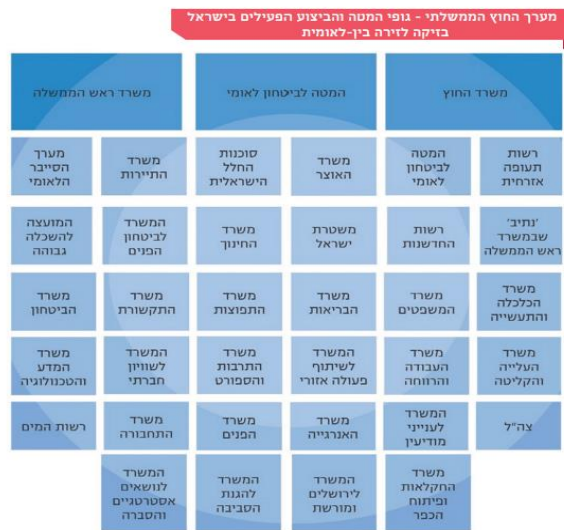 מערך החוץ הממשלתי - גופי המטה והביצוע הפעילים בישראל
בזיקה לזירה בין-לאומית
משרד החוץ
המטה לביטחון לאומי
משרד ראש הממשלה
רשות
תעופה
אזרחית
המטה
לביטחון
לאומי
משרד
האוצר
סוכנות
החלל
הישראלית
משרד
התיירות
מערך
הסייבר
הלאומי
'נתיב'
שבמשרד
ראש הממשלה
רשות
החדשנות
משטרת
ישראל
משרד
החינוך
המשרד
לביטחון
הפנים
המועצה
להשכלה
גבוהה
משרד
הכלכלה
והתעשייה
משרד
המשפטים
משרד
הבריאות
משרד
התפוצות
משרד
התקשורת
משרד
הביטחון
משרד
העלייה
והקליטה
משרד
העבודה
והרווחה
המשרד
לשיתוף
פעולה אזורי
משרד
התרבות
והספורט
המשרד
לשוויון
חברתי
משרד
המדע
והטכנולוגיה
צה"ל
המשרד
לענייני
מודיעין
משרד
האנרגייה
משרד
הפנים
משרד
התחבורה
רשות המים
משרד
החקלאות
ופיתוח
הכפר
המשרד
לירושלים
ומורשת
המשרד
להגנת
הסביבה
המשרד
לנושאים
אסטרטגיים
והסברה